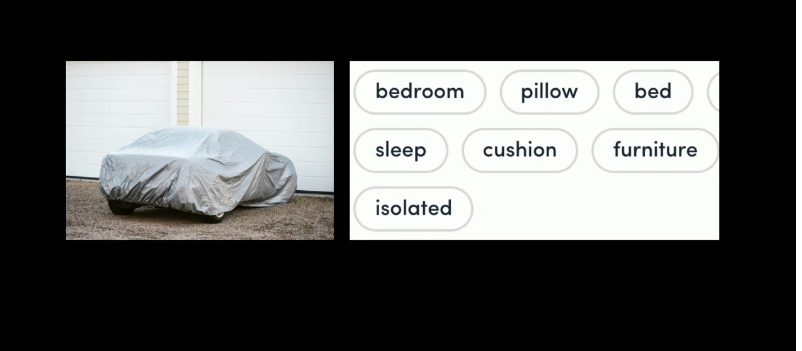 bedroom pillow bed
sleep cushion furniture
isolated